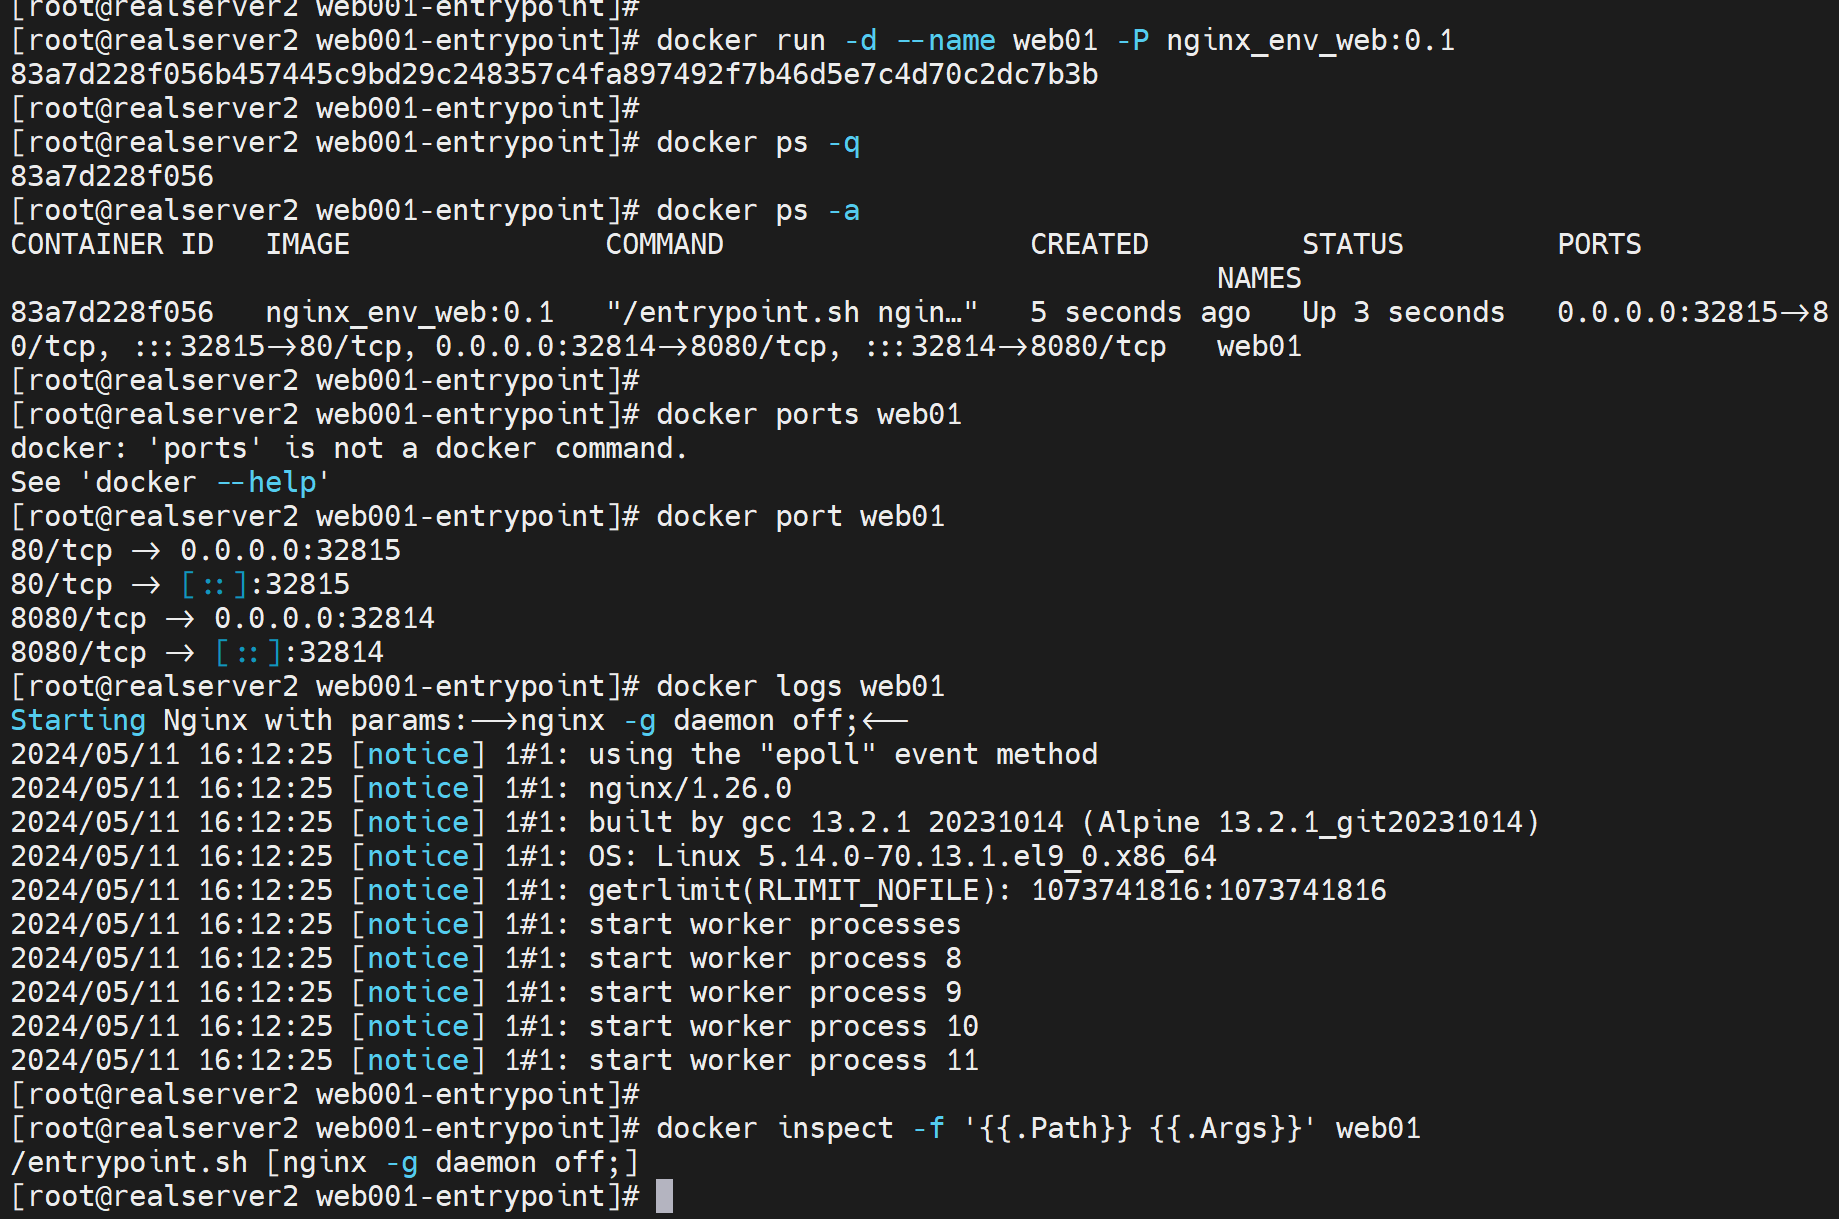 [root@realserver2 web001-entrypoint]#
[root@realserver2 web001-entrypoint]# docker run -d --name web01 -P nginx_env_web:0.1
83a7d228f056b457445c9bd29c248357c4fa897492f7b46d5e7c4d70c2dc7b3b
[root@realserver2 web001-entrypoint]#
[root@realserver2 web001-entrypoint]# docker ps -q
83a7d228f056
[root@realserver2 web001-entrypoint]# docker ps -a
CONTAINER ID   IMAGE               COMMAND                  CREATED         STATUS         PORTS
                                                                       NAMES
83a7d228f056   nginx_env_web:0.1   "/entrypoint.sh ngin…"   5 seconds ago   Up 3 seconds   0.0.0.0:32815->8
0/tcp, :::32815->80/tcp, 0.0.0.0:32814->8080/tcp, :::32814->8080/tcp   web01
[root@realserver2 web001-entrypoint]#
[root@realserver2 web001-entrypoint]# docker ports web01
docker: 'ports' is not a docker command.
See 'docker --help'
[root@realserver2 web001-entrypoint]# docker port web01
80/tcp -> 0.0.0.0:32815
80/tcp -> [::]:32815
8080/tcp -> 0.0.0.0:32814
8080/tcp -> [::]:32814
[root@realserver2 web001-entrypoint]# docker logs web01
Starting Nginx with params:-->nginx -g daemon off;<--
2024/05/11 16:12:25 [notice] 1#1: using the "epoll" event method
2024/05/11 16:12:25 [notice] 1#1: nginx/1.26.0
2024/05/11 16:12:25 [notice] 1#1: built by gcc 13.2.1 20231014 (Alpine 13.2.1_git20231014)
2024/05/11 16:12:25 [notice] 1#1: OS: Linux 5.14.0-70.13.1.el9_0.x86_64
2024/05/11 16:12:25 [notice] 1#1: getrlimit(RLIMIT_NOFILE): 1073741816:1073741816
2024/05/11 16:12:25 [notice] 1#1: start worker processes
2024/05/11 16:12:25 [notice] 1#1: start worker process 8
2024/05/11 16:12:25 [notice] 1#1: start worker process 9
2024/05/11 16:12:25 [notice] 1#1: start worker process 10
2024/05/11 16:12:25 [notice] 1#1: start worker process 11
[root@realserver2 web001-entrypoint]#
[root@realserver2 web001-entrypoint]# docker inspect -f '{{.Path}} {{.Args}}' web01
/entrypoint.sh [nginx -g daemon off;]
[root@realserver2 web001-entrypoint]#